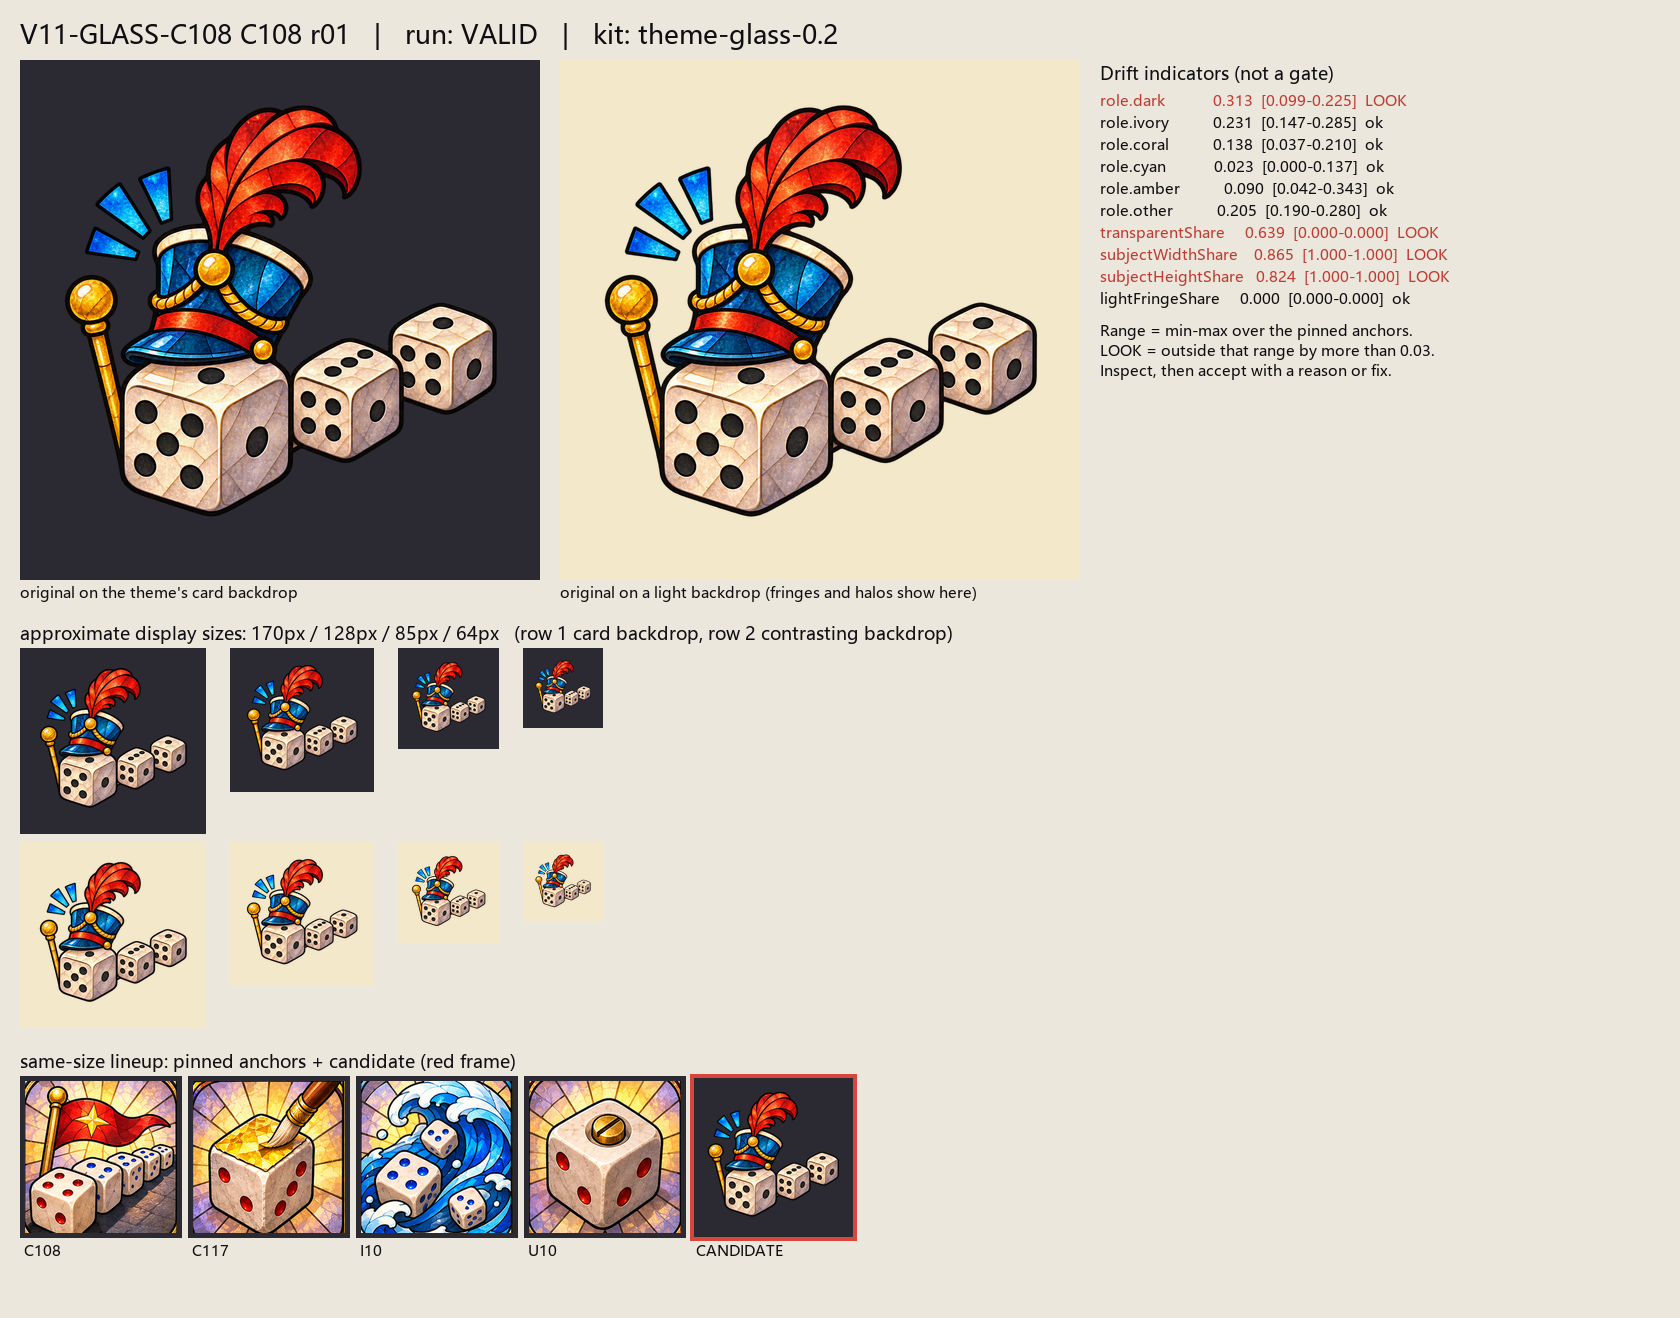 V11-GLASS-C108 C108 r01 | run: VALID | kit: theme-glass-0.2
Drift indicators (not a gate)
role.dark 0.313 [0.099-0.225] LOOK
role.ivory 0.231 [0.147-0.285] ok
role.coral 0.138 [0.037-0.210] ok
role.cyan 0.023 [0.000-0.137] ok
role.amber 0.090 [0.042-0.343] ok
role.other 0.205 [0.190-0.280] ok
transparentShare 0.639 [0.000-0.000] LOOK
subjectWidthShare 0.865 [1.000-1.000] LOOK
subjectHeightShare 0.824 [1.000-1.000] LOOK
lightFringeShare 0.000 [0.000-0.000] ok
Range = min-max over the pinned anchors.
LOOK = outside that range by more than 0.03.
Inspect, then accept with a reason or fix.
original on the theme's card backdrop
original on a light backdrop (fringes and halos show here)
approximate display sizes: 170px / 128px / 85px / 64px (row 1 card backdrop, row 2 contrasting backdrop)
same-size lineup: pinned anchors + candidate (red frame)
C108
C117
I10
U10
CANDIDATE